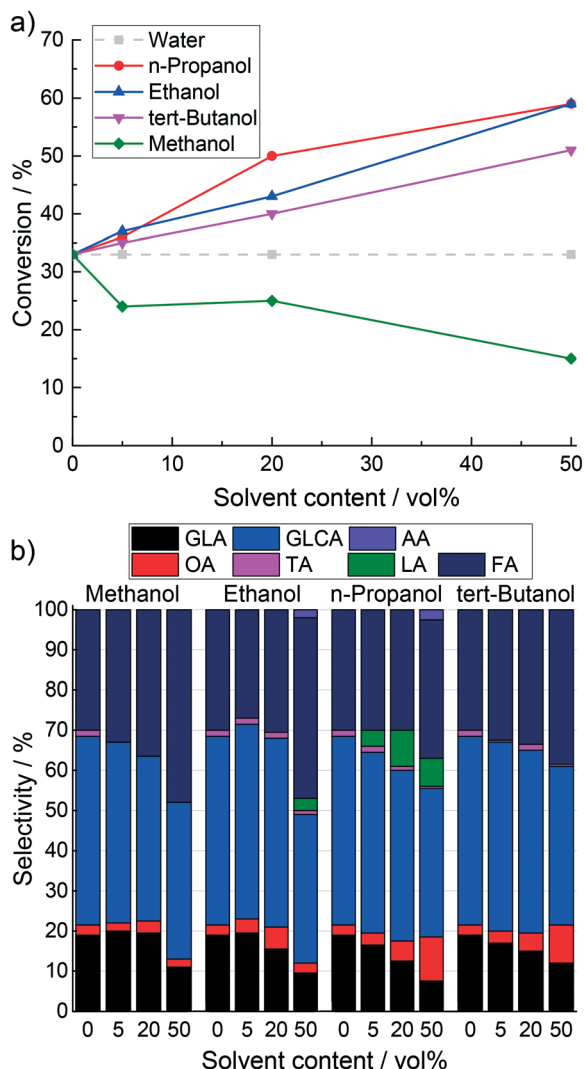 a)
70
60
50
40
30
20
10
0
Conversion / %
Water
n-Propanol
Ethanol
tert-Butanol
Methanol
0 10 20 30 40 50
Solvent content / vol%
b)
GLA GLCA AA
OA TA LA FA
Methanol Ethanol n-Propanol tert-Butanol
100
90
80
70
60
50
40
30
20
10
0
Selectivity / %
0 5 20 50 0 5 20 50 0 5 20 50 0 5 20 50
Solvent content / vol%